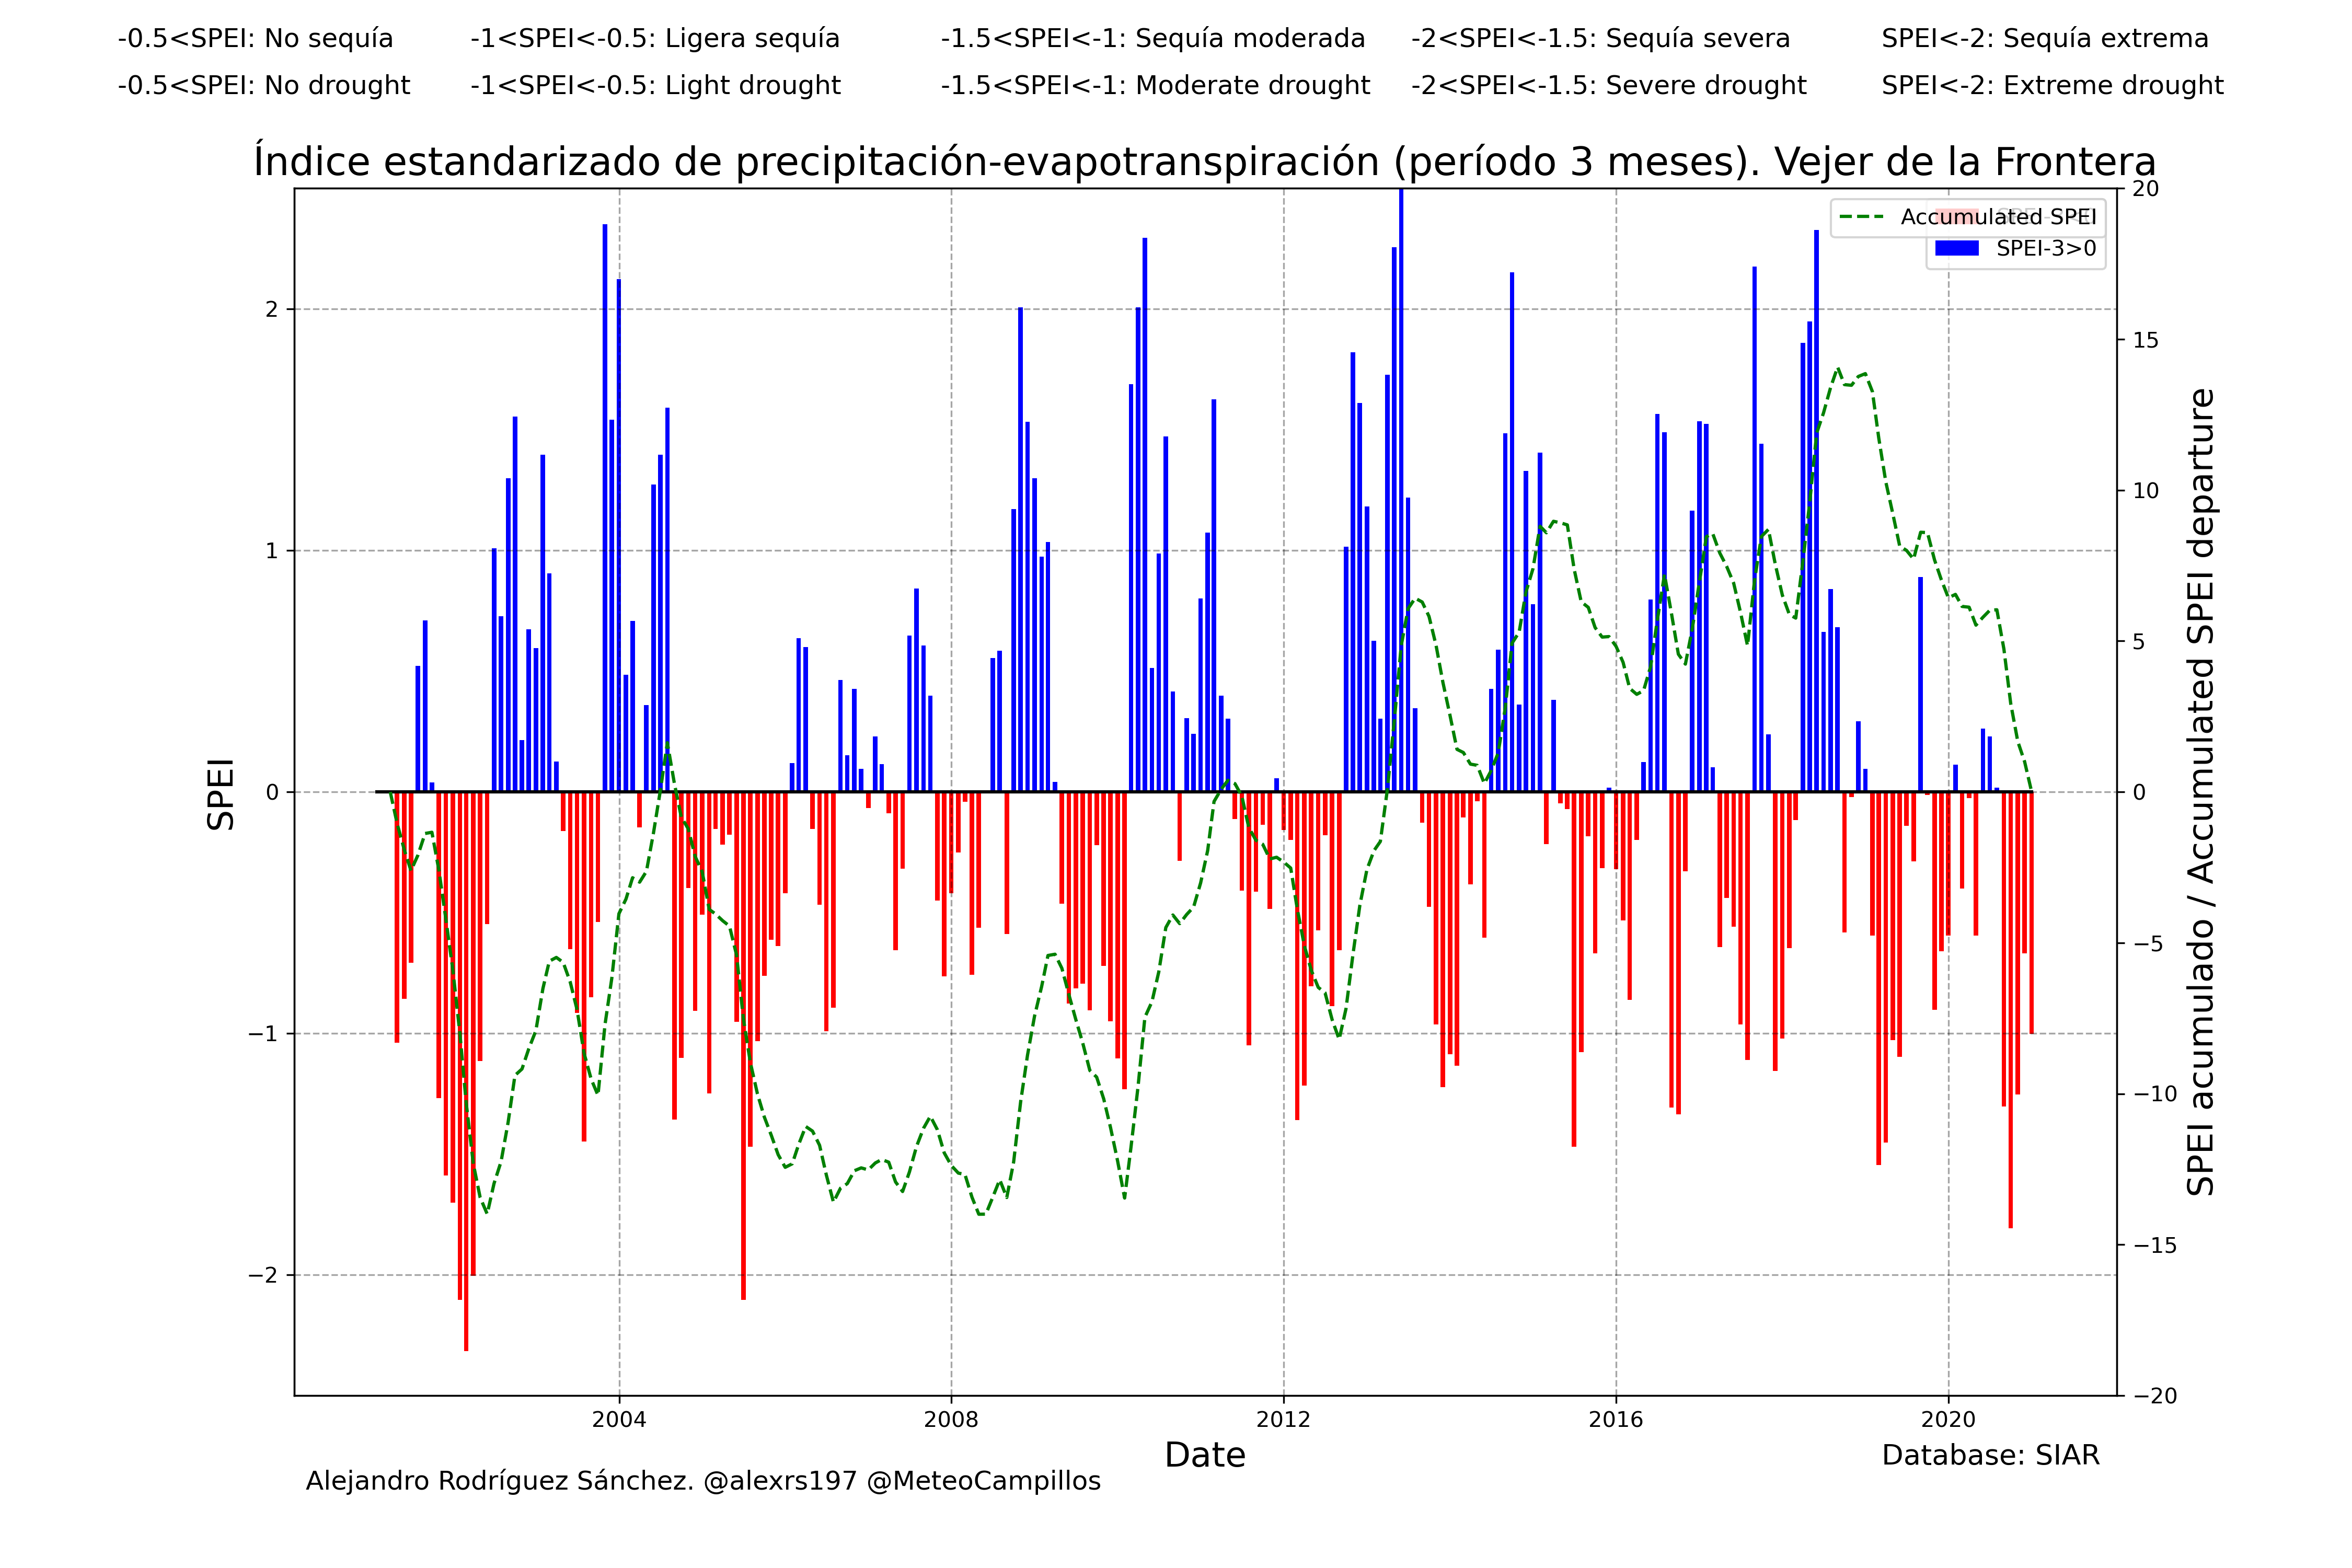 -0.5<SPEI: No sequía -1<SPEI<-0.5: Ligera sequía -1.5<SPEI<-1: Sequía moderada -2<SPEI<-1.5: Sequía severa SPEI<-2: Sequía extrema
-0.5<SPEI: No drought -1<SPEI<-0.5: Light drought -1.5<SPEI<-1: Moderate drought -2<SPEI<-1.5: Severe drought SPEI<-2: Extreme drought
Índice estandarizado de precipitación-evapotranspiración (período 3 meses). Vejer de la Frontera
Accumulated SPEI
SPEI-3>0
2
1
0
−1
−2
SPEI
20
15
10
5
0
−5
−10
−15
−20
SPEI acumulado / Accumulated SPEI departure
2004 2008 2012 2016 2020
Date
Database: SIAR
Alejandro Rodríguez Sánchez. @alexrs197 @MeteoCampillos